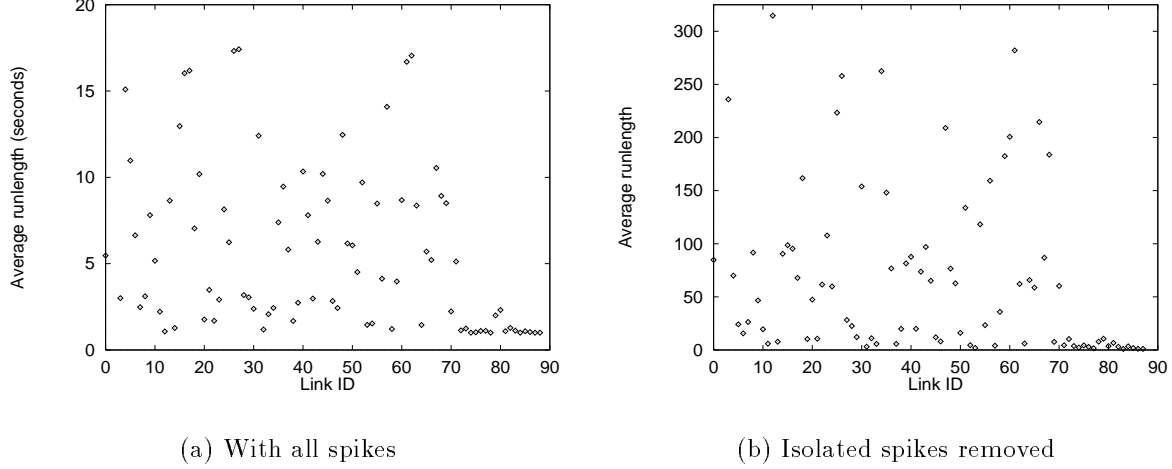 20
15
10
5
0
0 10 20 30 40 50 60 70 80 90
Average runlength (seconds)
Link ID
(a) With all spikes
300
250
200
150
100
50
0
0 10 20 30 40 50 60 70 80 90
Average runlength
Link ID
(b) Isolated spikes removed